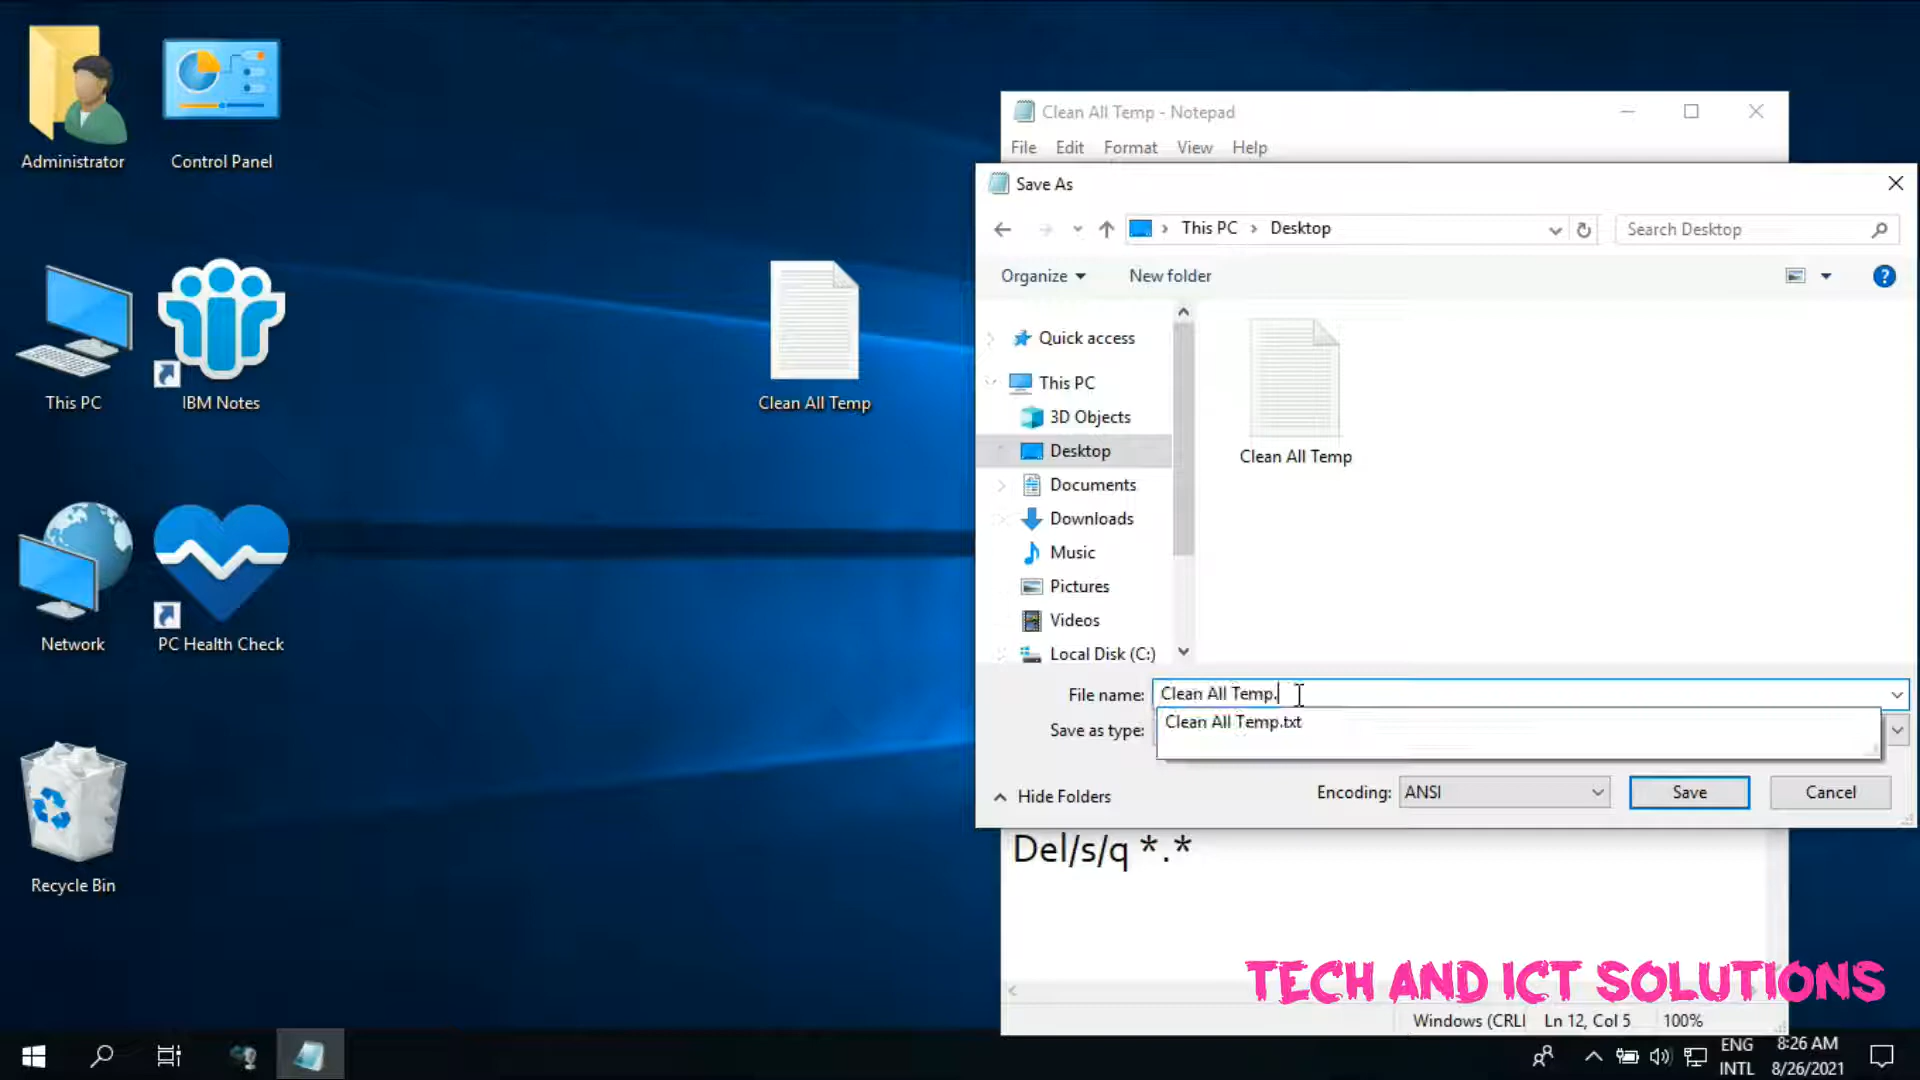 Administrator
Control Panel
This PC
IBM Notes
Network
PC Health Check
Recycle Bin
Clean All Temp
Clean All Temp - Notepad
File Edit Format View Help
Save As
This PC > Desktop
Search Desktop
Organize
New folder
Quick access
This PC
3D Objects
Desktop
Documents
Downloads
Music
Pictures
Videos
Local Disk (C:)
Clean All Temp
File name: Clean All Temp.
Clean All Temp.txt
Save as type:
Hide Folders
Encoding: ANSI
Save
Cancel
Del/s/q *.*
TECH AND ICT SOLUTIONS
Windows (CRLI
Ln 12, Col 5
100%
ENG
INTL
8:26 AM
8/26/2021